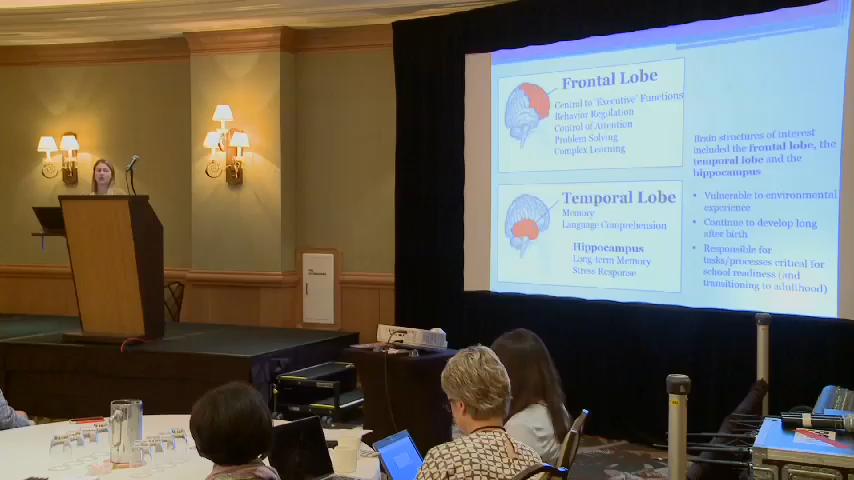 Frontal Lobe
Central to 'Executive' Functions
Behavior Regulation
Control of Attention
Problem Solving
Complex Learning
Temporal Lobe
Memory
Language Comprehension
Hippocampus
Long-term Memory
Stress Response
Brain structures of interest
included the frontal lobe, the
temporal lobe and the
hippocampus
• Vulnerable to environmental
experience
• Continue to develop long
after birth
• Responsible for
tasks/processes critical for
school readiness (and
transitioning to adulthood)